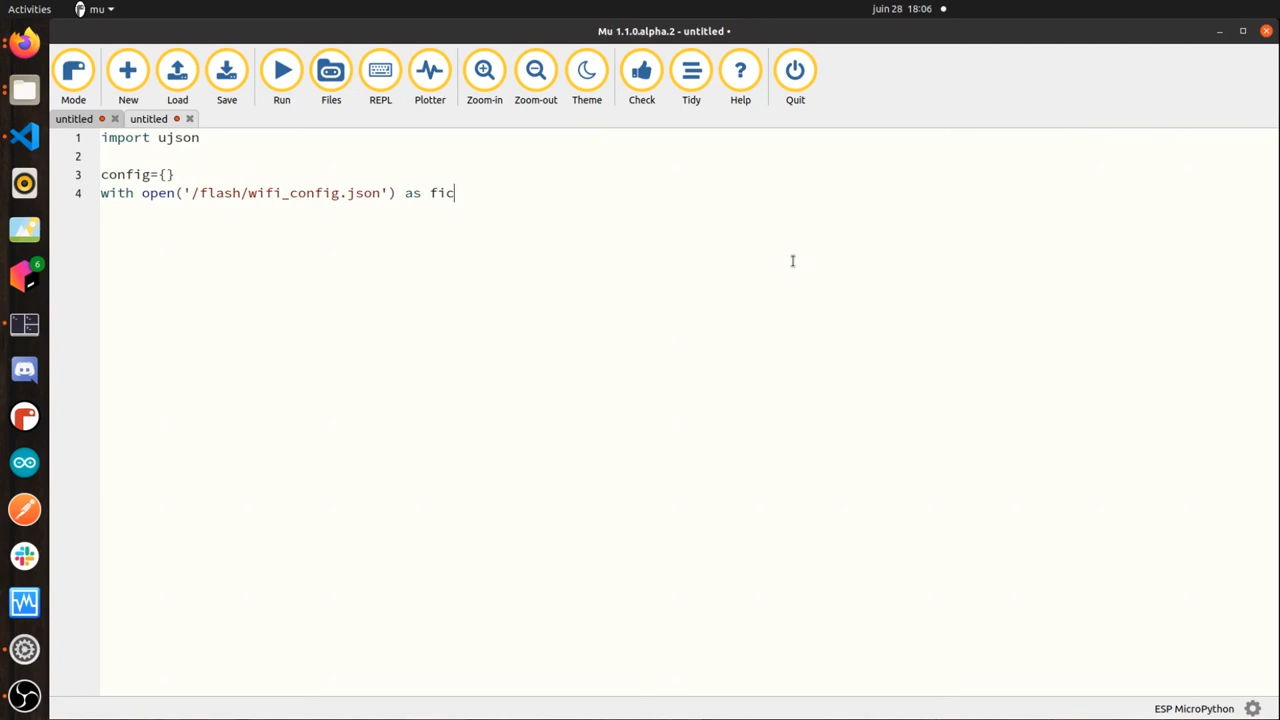 Activities mu juin 28 18:06
Mu 1.1.0.alpha.2 - untitled •
Mode New Load Save Run Files REPL Plotter Zoom-in Zoom-out Theme Check Tidy Help Quit
untitled untitled
1 import ujson
2
3 config={}
4 with open('/flash/wifi_config.json') as fic
6
ESP MicroPython